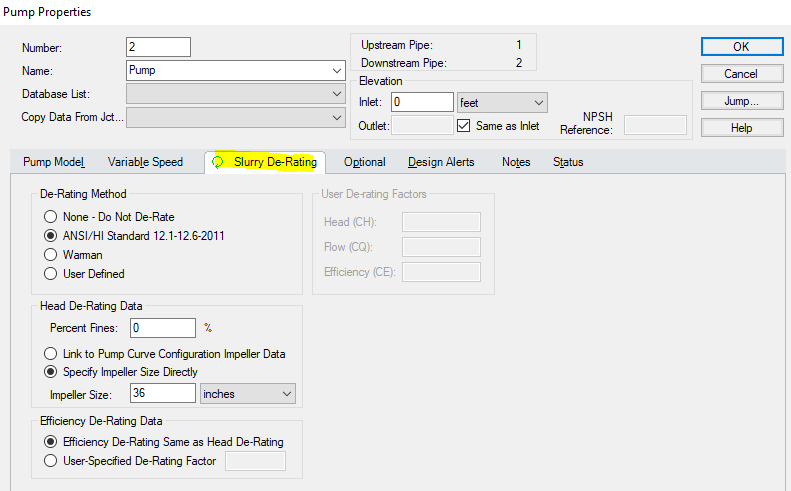 Pump Properties
Number: 2
Name: Pump
Database List:
Copy Data From Jct...
Upstream Pipe: 1
Downstream Pipe: 2
Elevation
Inlet: 0 feet
Outlet: Same as Inlet
NPSH
Reference:
OK
Cancel
Jump...
Help
Pump Model Variable Speed Slurry De-Rating Optional Design Alerts Notes Status
De-Rating Method
None - Do Not De-Rate
ANSI/HI Standard 12.1-12.6-2011
Warman
User Defined
User De-rating Factors
Head (CH):
Flow (CQ):
Efficiency (CE):
Head De-Rating Data
Percent Fines: 0 %
Link to Pump Curve Configuration Impeller Data
Specify Impeller Size Directly
Impeller Size: 36 inches
Efficiency De-Rating Data
Efficiency De-Rating Same as Head De-Rating
User-Specified De-Rating Factor